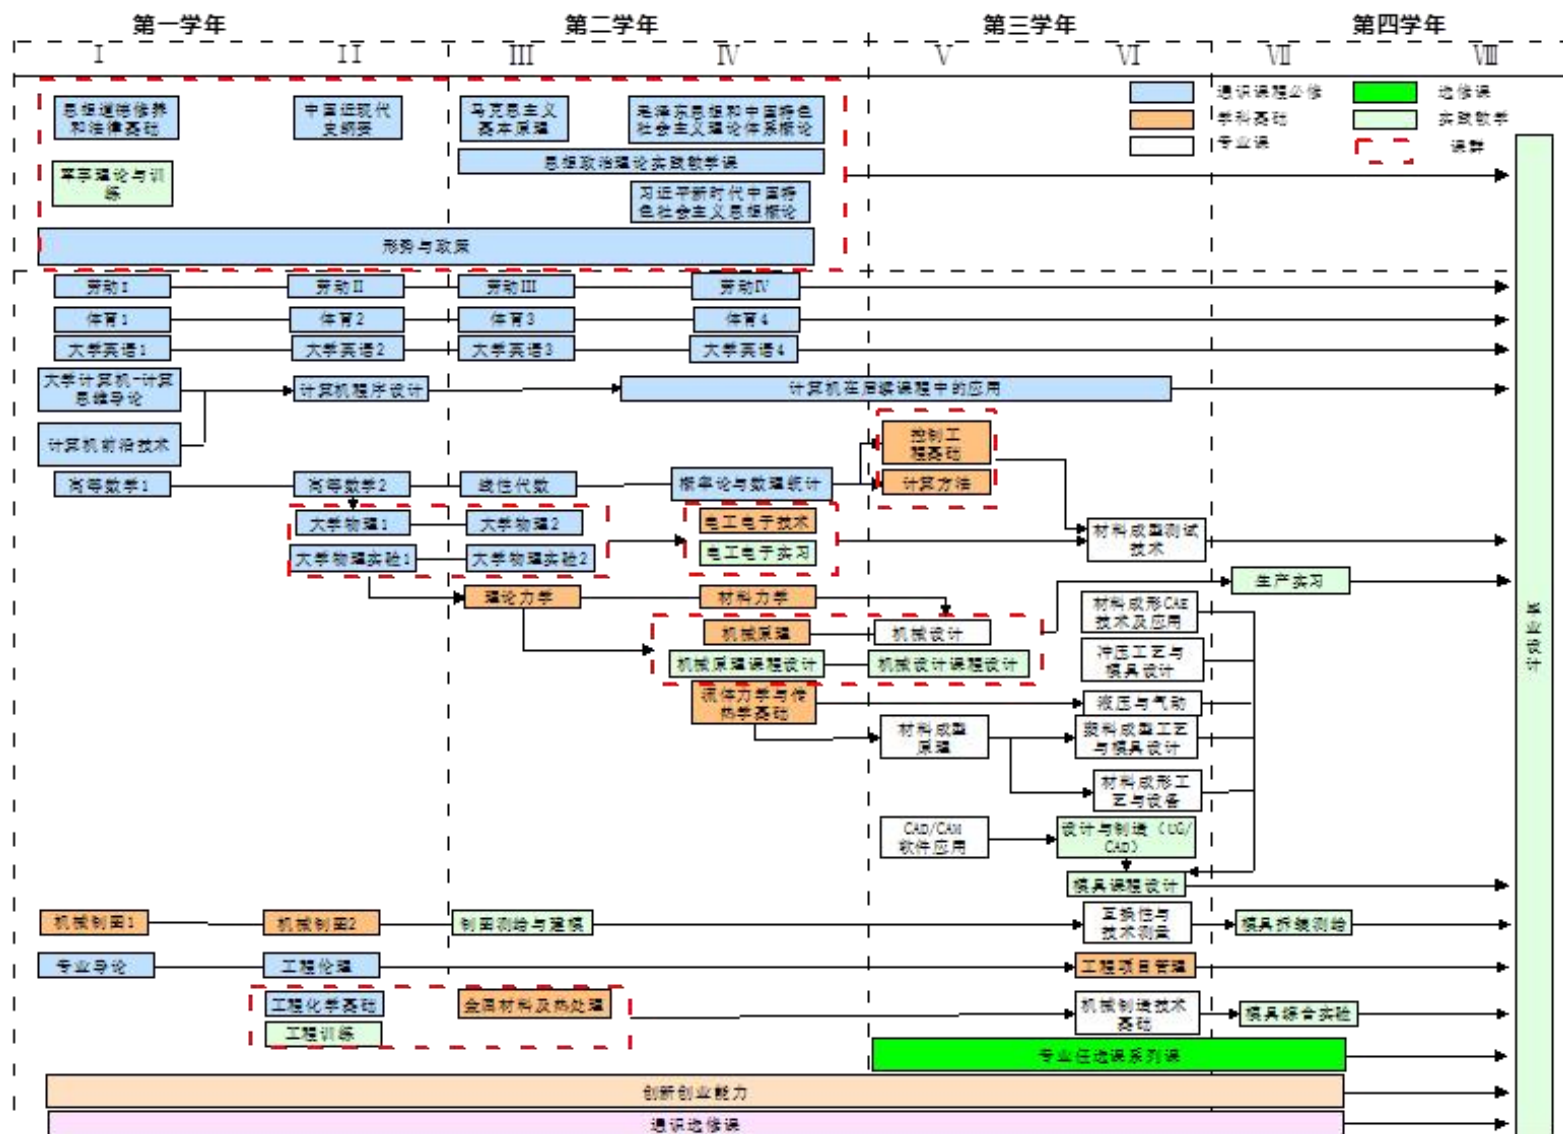 第一学年 第二学年 第三学年 第四学年
I II III IV V VI VII VIII
思想道德修养
和法律基础
中国近现代
史纲要
马克思主义
基本原理
毛泽东思想和中国特色
社会主义理论体系概论
通识课程必修
选修课
学科基础
实践教学
专业课
课群
思想政治理论实践教学课
军事理论与训
练
习近平新时代中国特
色社会主义思想概论
形势与政策
劳动I 劳动II 劳动III 劳动IV
体育1 体育2 体育3 体育4
大学英语1 大学英语2 大学英语3 大学英语4
大学计算机-计算
思维导论
计算机程序设计
计算机在后续课程中的应用
计算机前沿技术
控制工
程基础
高等数学1 高等数学2 线性代数 概率论与数理统计 计算方法
大学物理1 大学物理2 电工电子技术
材料成型测试
技术
大学物理实验1 大学物理实验2 电工电子实习
生产实习
理论力学 材料力学
材料成形CAE
技术及应用
机械原理 机械设计
冲压工艺与
模具设计
机械原理课程设计 机械设计课程设计
毕业设计
流体力学与传
热学基础
液压与气动
材料成型
原理
塑料成型工艺
与模具设计
材料成形工
艺与设备
CAD/CAM
软件应用
设计与制造（UG/
CAD）
模具课程设计
机械制图1 机械制图2 制图测绘与建模
互换性与
技术测量
模具拆装测绘
专业导论 工程伦理 工程项目管理
工程化学基础 金属材料及热处理
机械制造技术
基础
模具综合实验
工程训练
专业任选课系列课
创新创业能力
通识选修课